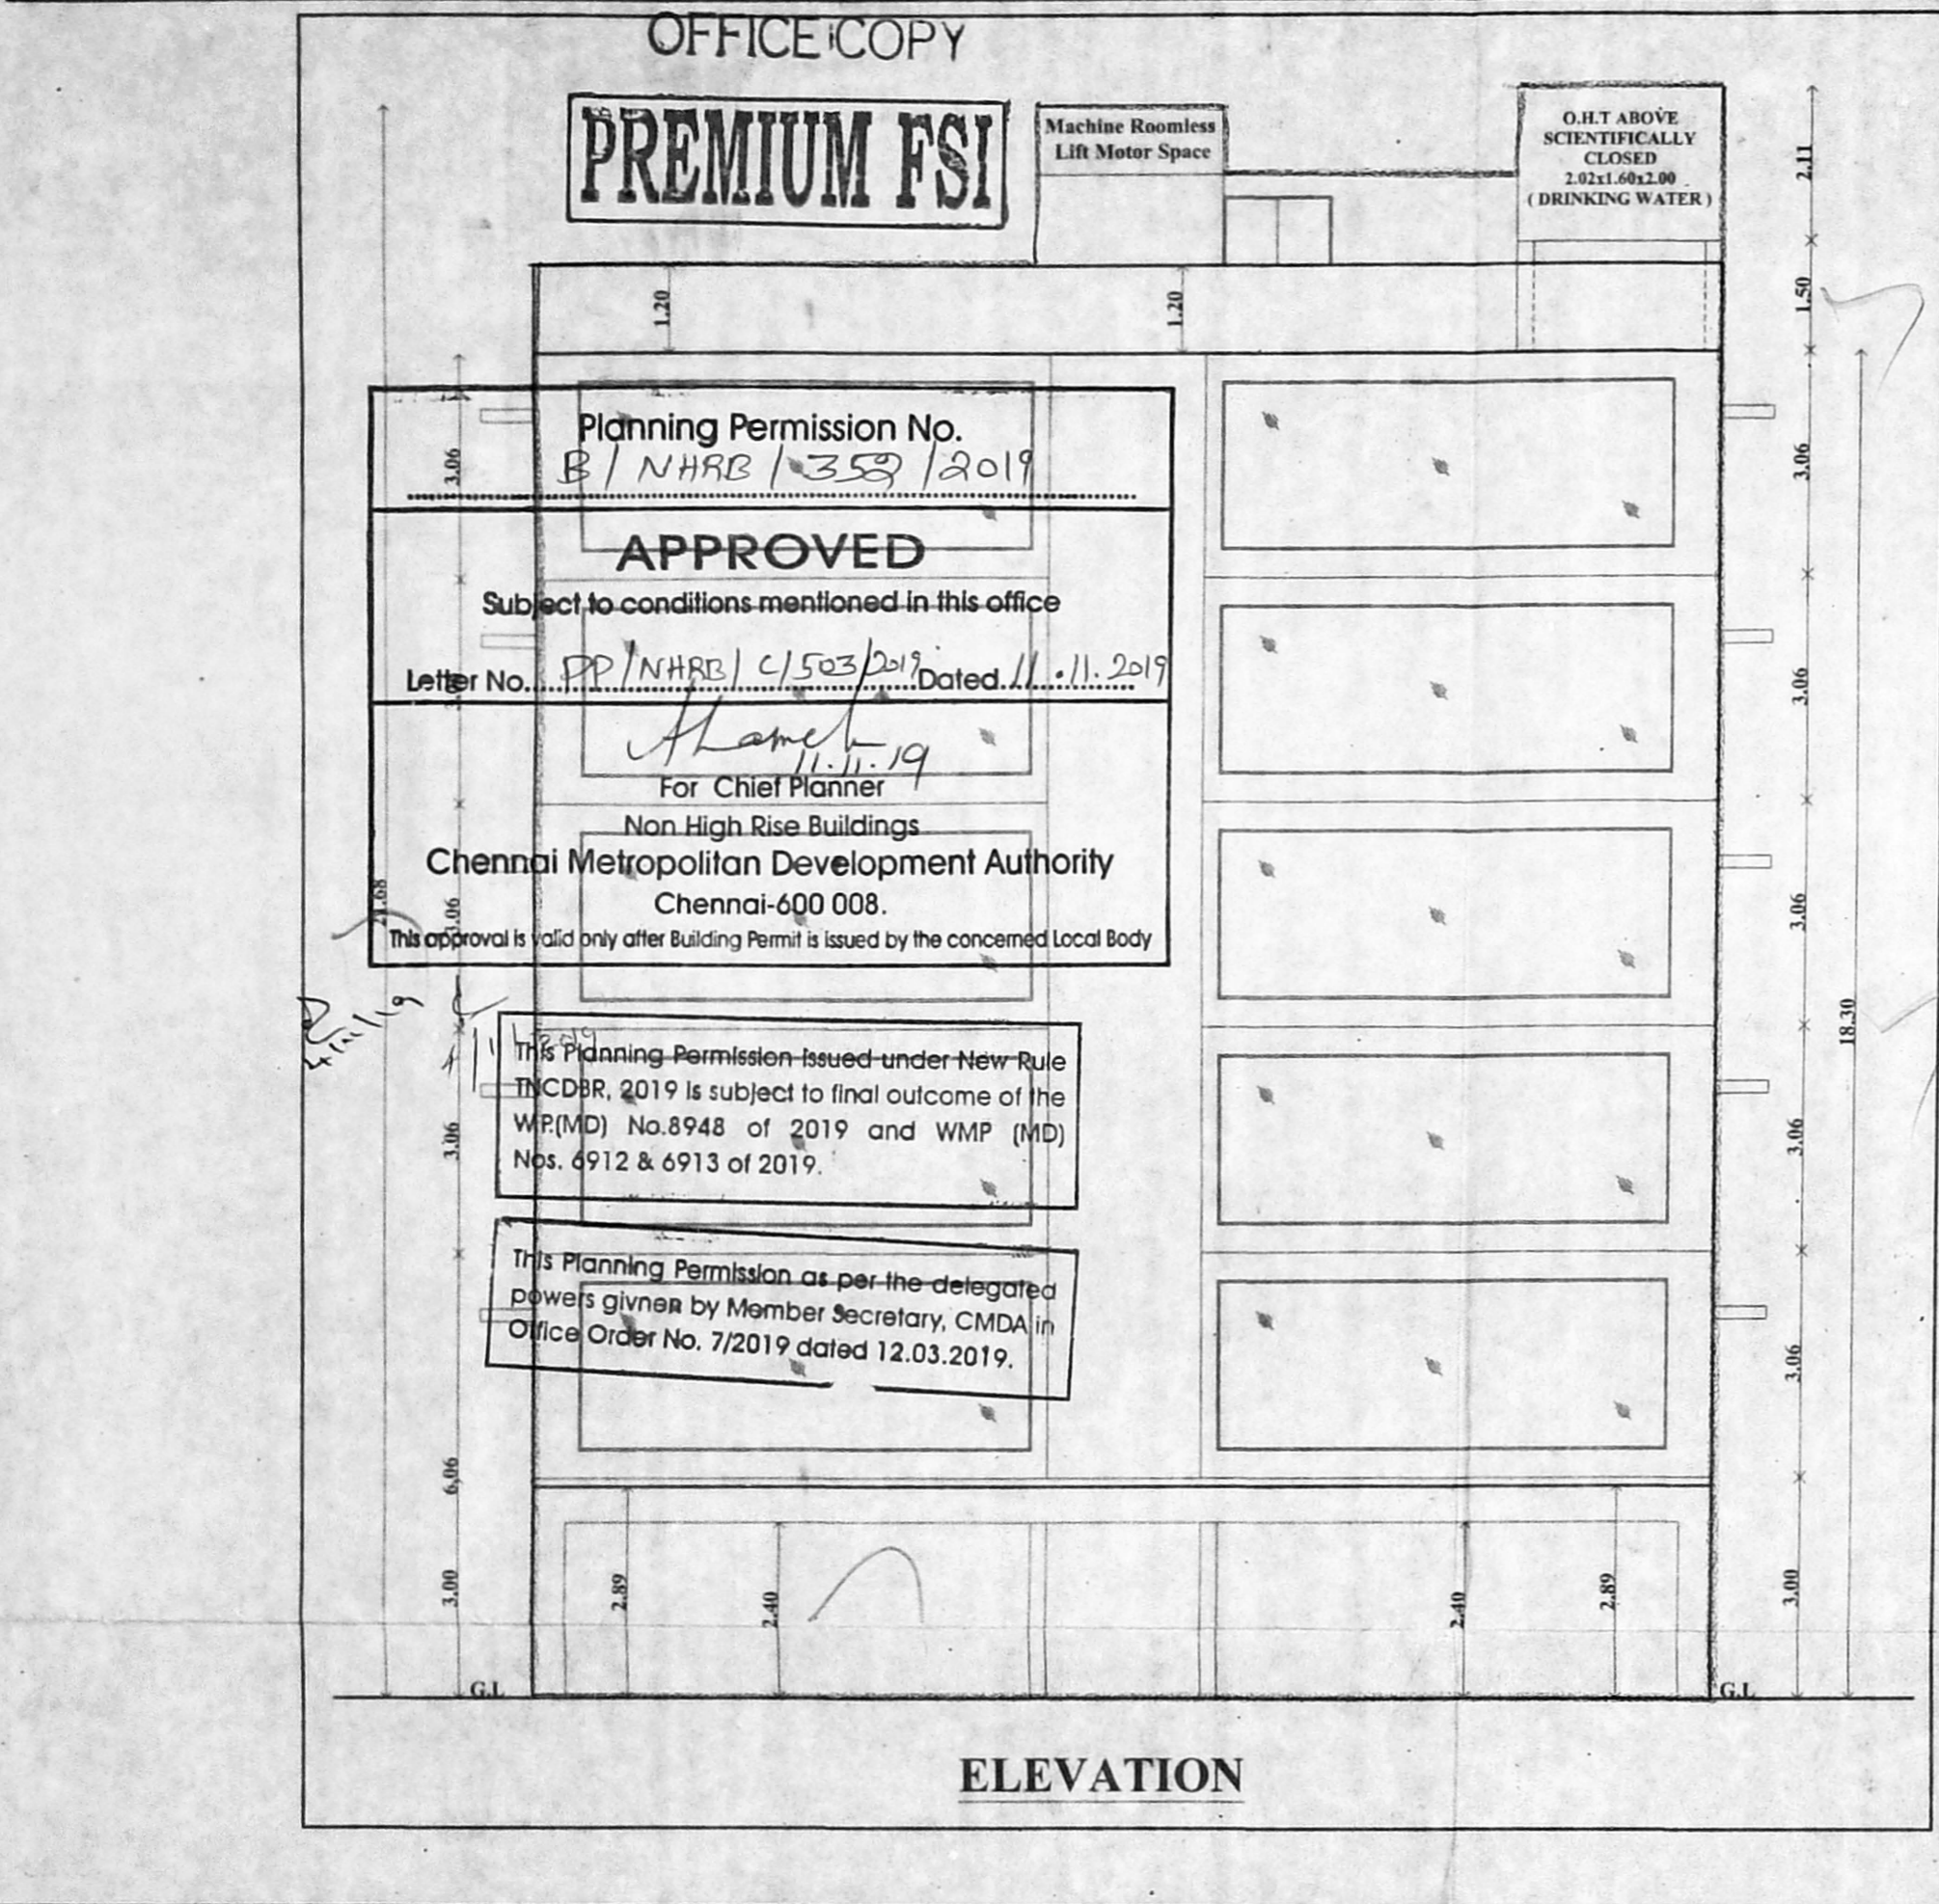 OFFICE COPY
PREMIUM FSI
Machine Roomless
Lift Motor Space
O.H.T ABOVE
SCIENTIFICALLY
CLOSED
2.02x1.60x2.00
( DRINKING WATER )
2.11
1.50
1.20
1.20
Planning Permission No.
B/NHRB/352/2019
APPROVED
Subject to conditions mentioned in this office
Letter No. PP/NHRB/C/503/2019 Dated 11.11.2019
11.11.19
For Chief Planner
Non High Rise Buildings
Chennai Metropolitan Development Authority
Chennai-600 008.
This approval is valid only after Building Permit is issued by the concerned Local Body
This Planning Permission issued under New Rule
TNCDBR, 2019 is subject to final outcome of the
W.P.(MD) No.8948 of 2019 and WMP (MD)
Nos. 6912 & 6913 of 2019.
This Planning Permission as per the delegated
powers givnen by Member Secretary, CMDA in
Office Order No. 7/2019 dated 12.03.2019.
3.06
21.68
3.06
3.06
6.06
3.00
3.06
3.06
3.06
3.06
3.06
18.30
3.00
2.89
2.40
2.40
2.89
G.L
G.L
ELEVATION